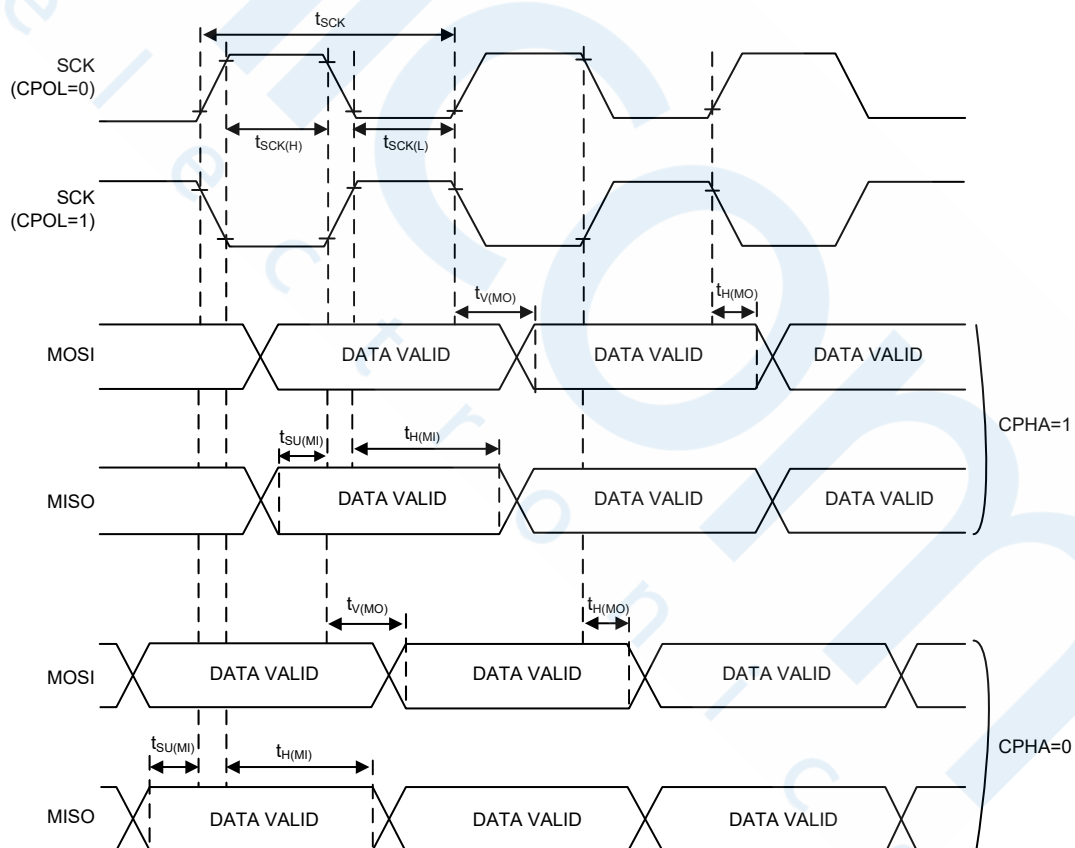 tSCK
SCK
(CPOL=0)
tSCK(H) tSCK(L)
SCK
(CPOL=1)
tV(MO) tH(MO)
MOSI DATA VALID DATA VALID DATA VALID
CPHA=1
tSU(MI) tH(MI)
MISO DATA VALID DATA VALID DATA VALID
tV(MO) tH(MO)
MOSI DATA VALID DATA VALID DATA VALID
CPHA=0
tSU(MI) tH(MI)
MISO DATA VALID DATA VALID DATA VALID